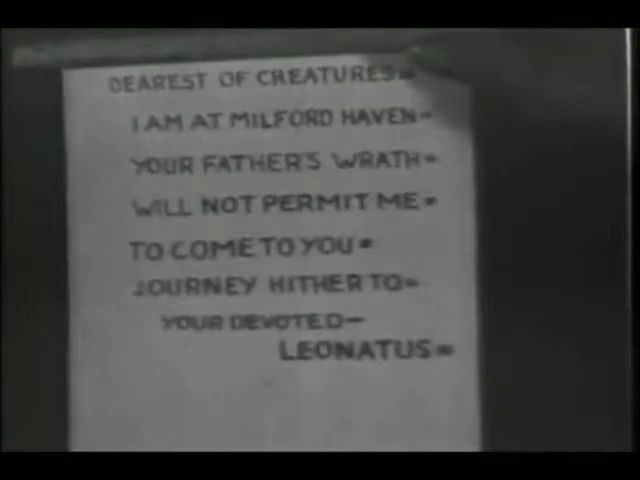 DEAREST OF CREATURES=
I AM AT MILFORD HAVEN=
YOUR FATHER'S WRATH=
WILL NOT PERMIT ME=
TO COME TO YOU=
JOURNEY HITHER TO=
YOUR DEVOTED—
LEONATUS=